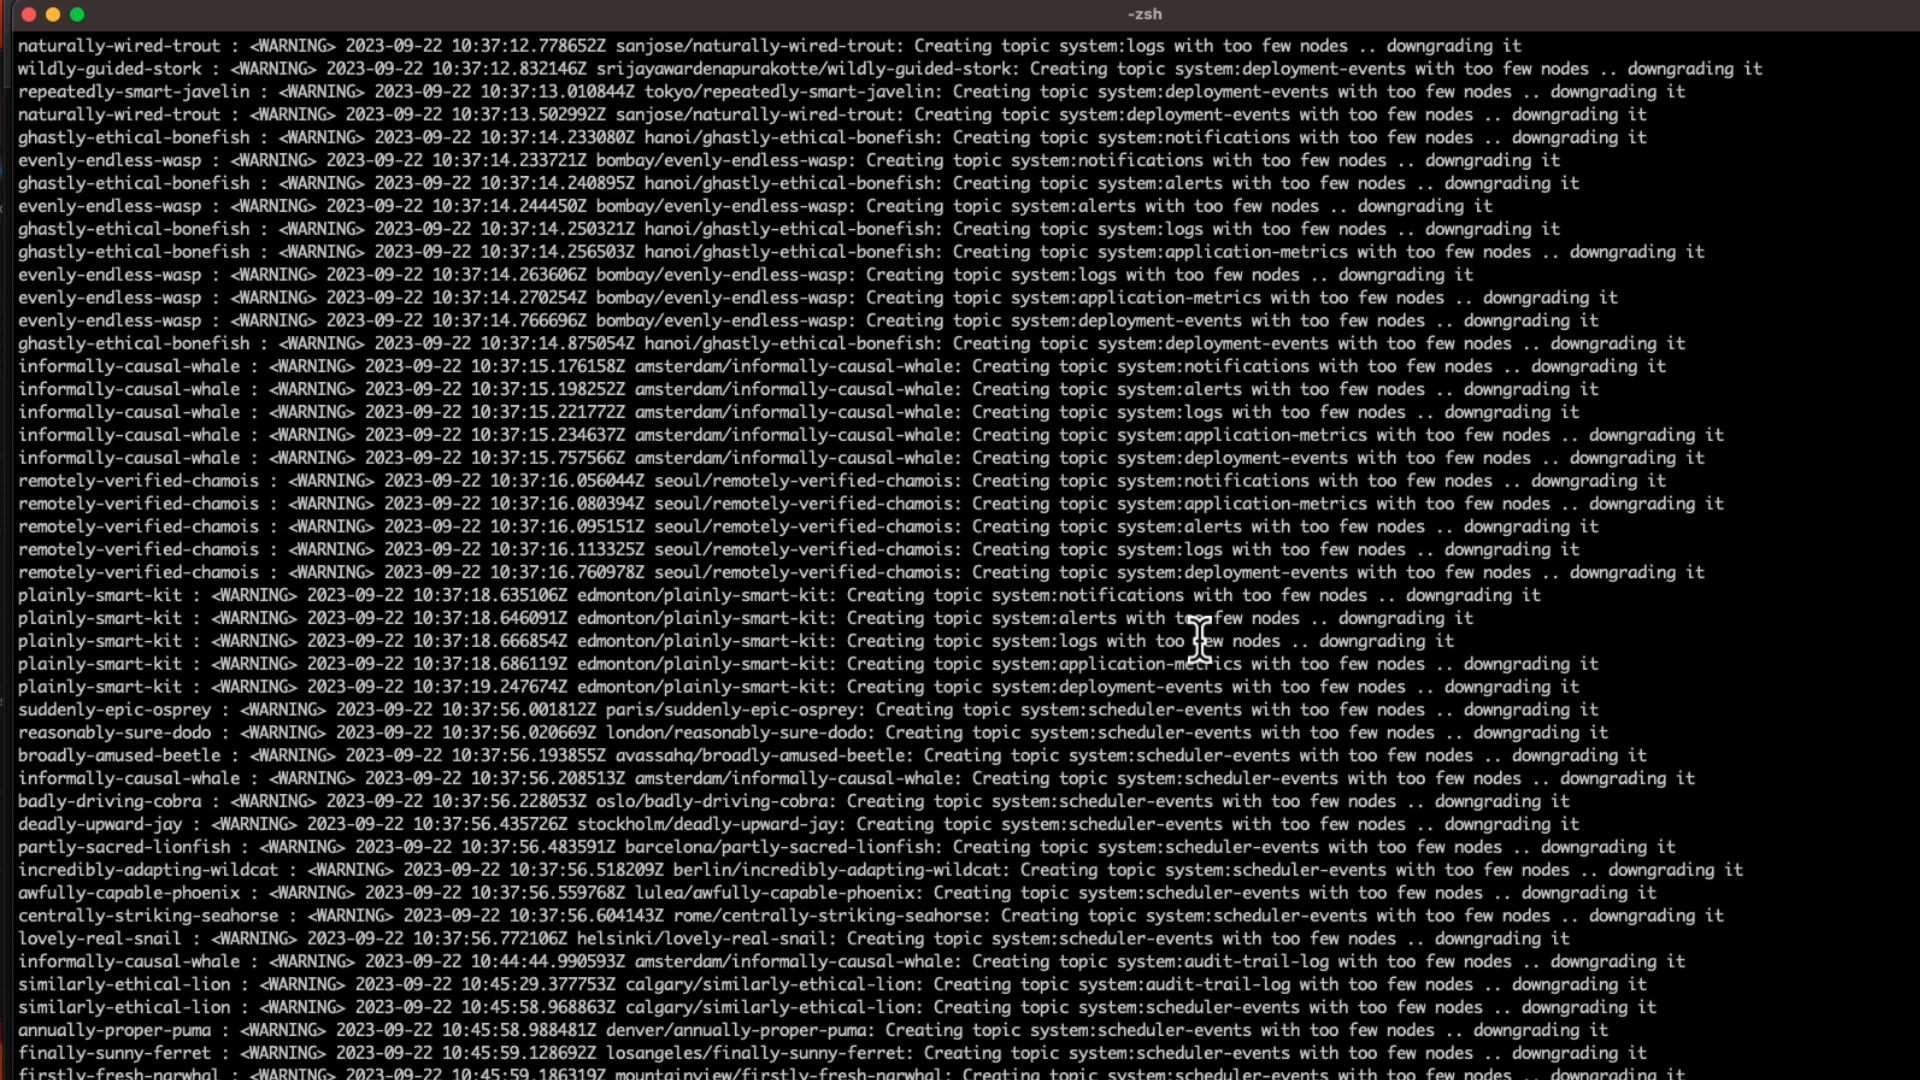 -zsh
naturally-wired-trout : <WARNING> 2023-09-22 10:37:12.778652Z sanjose/naturally-wired-trout: Creating topic system:logs with too few nodes .. downgrading it
wildly-guided-stork : <WARNING> 2023-09-22 10:37:12.832146Z srijayawardenapurakotte/wildly-guided-stork: Creating topic system:deployment-events with too few nodes .. downgrading it
repeatedly-smart-javelin : <WARNING> 2023-09-22 10:37:13.010844Z tokyo/repeatedly-smart-javelin: Creating topic system:deployment-events with too few nodes .. downgrading it
naturally-wired-trout : <WARNING> 2023-09-22 10:37:13.502992Z sanjose/naturally-wired-trout: Creating topic system:deployment-events with too few nodes .. downgrading it
ghastly-ethical-bonefish : <WARNING> 2023-09-22 10:37:14.233080Z hanoi/ghastly-ethical-bonefish: Creating topic system:notifications with too few nodes .. downgrading it
evenly-endless-wasp : <WARNING> 2023-09-22 10:37:14.233721Z bombay/evenly-endless-wasp: Creating topic system:notifications with too few nodes .. downgrading it
ghastly-ethical-bonefish : <WARNING> 2023-09-22 10:37:14.240895Z hanoi/ghastly-ethical-bonefish: Creating topic system:alerts with too few nodes .. downgrading it
evenly-endless-wasp : <WARNING> 2023-09-22 10:37:14.244450Z bombay/evenly-endless-wasp: Creating topic system:alerts with too few nodes .. downgrading it
ghastly-ethical-bonefish : <WARNING> 2023-09-22 10:37:14.250321Z hanoi/ghastly-ethical-bonefish: Creating topic system:logs with too few nodes .. downgrading it
ghastly-ethical-bonefish : <WARNING> 2023-09-22 10:37:14.256503Z hanoi/ghastly-ethical-bonefish: Creating topic system:application-metrics with too few nodes .. downgrading it
evenly-endless-wasp : <WARNING> 2023-09-22 10:37:14.263606Z bombay/evenly-endless-wasp: Creating topic system:logs with too few nodes .. downgrading it
evenly-endless-wasp : <WARNING> 2023-09-22 10:37:14.270254Z bombay/evenly-endless-wasp: Creating topic system:application-metrics with too few nodes .. downgrading it
evenly-endless-wasp : <WARNING> 2023-09-22 10:37:14.766696Z bombay/evenly-endless-wasp: Creating topic system:deployment-events with too few nodes .. downgrading it
ghastly-ethical-bonefish : <WARNING> 2023-09-22 10:37:14.875054Z hanoi/ghastly-ethical-bonefish: Creating topic system:deployment-events with too few nodes .. downgrading it
informally-causal-whale : <WARNING> 2023-09-22 10:37:15.176158Z amsterdam/informally-causal-whale: Creating topic system:notifications with too few nodes .. downgrading it
informally-causal-whale : <WARNING> 2023-09-22 10:37:15.198252Z amsterdam/informally-causal-whale: Creating topic system:alerts with too few nodes .. downgrading it
informally-causal-whale : <WARNING> 2023-09-22 10:37:15.221772Z amsterdam/informally-causal-whale: Creating topic system:logs with too few nodes .. downgrading it
informally-causal-whale : <WARNING> 2023-09-22 10:37:15.234637Z amsterdam/informally-causal-whale: Creating topic system:application-metrics with too few nodes .. downgrading it
informally-causal-whale : <WARNING> 2023-09-22 10:37:15.757566Z amsterdam/informally-causal-whale: Creating topic system:deployment-events with too few nodes .. downgrading it
remotely-verified-chamois : <WARNING> 2023-09-22 10:37:16.056044Z seoul/remotely-verified-chamois: Creating topic system:notifications with too few nodes .. downgrading it
remotely-verified-chamois : <WARNING> 2023-09-22 10:37:16.080394Z seoul/remotely-verified-chamois: Creating topic system:application-metrics with too few nodes .. downgrading it
remotely-verified-chamois : <WARNING> 2023-09-22 10:37:16.095151Z seoul/remotely-verified-chamois: Creating topic system:alerts with too few nodes .. downgrading it
remotely-verified-chamois : <WARNING> 2023-09-22 10:37:16.113325Z seoul/remotely-verified-chamois: Creating topic system:logs with too few nodes .. downgrading it
remotely-verified-chamois : <WARNING> 2023-09-22 10:37:16.760978Z seoul/remotely-verified-chamois: Creating topic system:deployment-events with too few nodes .. downgrading it
plainly-smart-kit : <WARNING> 2023-09-22 10:37:18.635106Z edmonton/plainly-smart-kit: Creating topic system:notifications with too few nodes .. downgrading it
plainly-smart-kit : <WARNING> 2023-09-22 10:37:18.646091Z edmonton/plainly-smart-kit: Creating topic system:alerts with too few nodes .. downgrading it
plainly-smart-kit : <WARNING> 2023-09-22 10:37:18.666854Z edmonton/plainly-smart-kit: Creating topic system:logs with too few nodes .. downgrading it
plainly-smart-kit : <WARNING> 2023-09-22 10:37:18.686119Z edmonton/plainly-smart-kit: Creating topic system:application-metrics with too few nodes .. downgrading it
plainly-smart-kit : <WARNING> 2023-09-22 10:37:19.247674Z edmonton/plainly-smart-kit: Creating topic system:deployment-events with too few nodes .. downgrading it
suddenly-epic-osprey : <WARNING> 2023-09-22 10:37:56.001812Z paris/suddenly-epic-osprey: Creating topic system:scheduler-events with too few nodes .. downgrading it
reasonably-sure-dodo : <WARNING> 2023-09-22 10:37:56.020669Z london/reasonably-sure-dodo: Creating topic system:scheduler-events with too few nodes .. downgrading it
broadly-amused-beetle : <WARNING> 2023-09-22 10:37:56.193855Z avassahq/broadly-amused-beetle: Creating topic system:scheduler-events with too few nodes .. downgrading it
informally-causal-whale : <WARNING> 2023-09-22 10:37:56.208513Z amsterdam/informally-causal-whale: Creating topic system:scheduler-events with too few nodes .. downgrading it
badly-driving-cobra : <WARNING> 2023-09-22 10:37:56.228053Z oslo/badly-driving-cobra: Creating topic system:scheduler-events with too few nodes .. downgrading it
deadly-upward-jay : <WARNING> 2023-09-22 10:37:56.435726Z stockholm/deadly-upward-jay: Creating topic system:scheduler-events with too few nodes .. downgrading it
partly-sacred-lionfish : <WARNING> 2023-09-22 10:37:56.483591Z barcelona/partly-sacred-lionfish: Creating topic system:scheduler-events with too few nodes .. downgrading it
incredibly-adapting-wildcat : <WARNING> 2023-09-22 10:37:56.518209Z berlin/incredibly-adapting-wildcat: Creating topic system:scheduler-events with too few nodes .. downgrading it
awfully-capable-phoenix : <WARNING> 2023-09-22 10:37:56.559768Z lulea/awfully-capable-phoenix: Creating topic system:scheduler-events with too few nodes .. downgrading it
centrally-striking-seahorse : <WARNING> 2023-09-22 10:37:56.604143Z rome/centrally-striking-seahorse: Creating topic system:scheduler-events with too few nodes .. downgrading it
lovely-real-snail : <WARNING> 2023-09-22 10:37:56.772106Z helsinki/lovely-real-snail: Creating topic system:scheduler-events with too few nodes .. downgrading it
informally-causal-whale : <WARNING> 2023-09-22 10:44:44.990593Z amsterdam/informally-causal-whale: Creating topic system:audit-trail-log with too few nodes .. downgrading it
similarly-ethical-lion : <WARNING> 2023-09-22 10:45:29.377753Z calgary/similarly-ethical-lion: Creating topic system:audit-trail-log with too few nodes .. downgrading it
similarly-ethical-lion : <WARNING> 2023-09-22 10:45:58.968863Z calgary/similarly-ethical-lion: Creating topic system:scheduler-events with too few nodes .. downgrading it
annually-proper-puma : <WARNING> 2023-09-22 10:45:58.988481Z denver/annually-proper-puma: Creating topic system:scheduler-events with too few nodes .. downgrading it
finally-sunny-ferret : <WARNING> 2023-09-22 10:45:59.128692Z losangeles/finally-sunny-ferret: Creating topic system:scheduler-events with too few nodes .. downgrading it
firstly-fresh-narwhal : <WARNING> 2023-09-22 10:45:59.186319Z mountainview/firstly-fresh-narwhal: Creating topic system:scheduler-events with too few nodes .. downgrading it